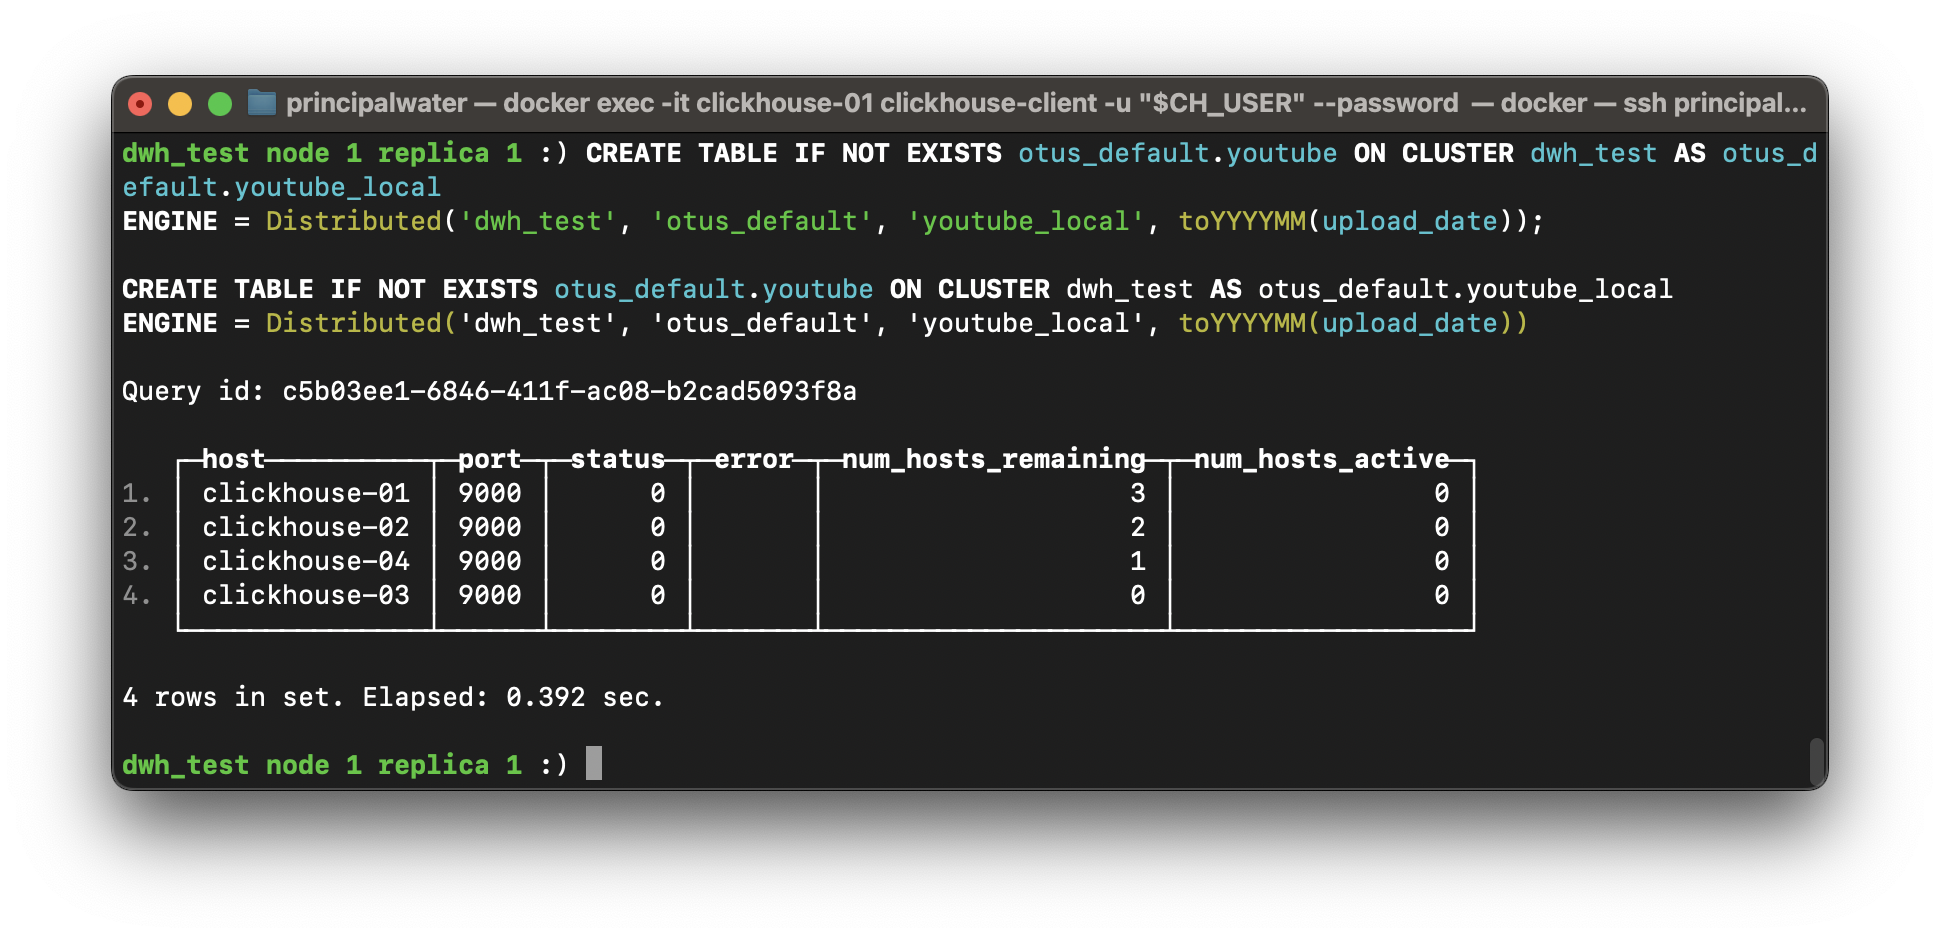 principalwater — docker exec -it clickhouse-01 clickhouse-client -u "$CH_USER" --password — docker — ssh principal...
dwh_test node 1 replica 1 :) CREATE TABLE IF NOT EXISTS otus_default.youtube ON CLUSTER dwh_test AS otus_d
efault.youtube_local
ENGINE = Distributed('dwh_test', 'otus_default', 'youtube_local', toYYYYMM(upload_date));
CREATE TABLE IF NOT EXISTS otus_default.youtube ON CLUSTER dwh_test AS otus_default.youtube_local
ENGINE = Distributed('dwh_test', 'otus_default', 'youtube_local', toYYYYMM(upload_date))
Query id: c5b03ee1-6846-411f-ac08-b2cad5093f8a
host port status error num_hosts_remaining num_hosts_active
1. clickhouse-01 9000 0 3 0
2. clickhouse-02 9000 0 2 0
3. clickhouse-04 9000 0 1 0
4. clickhouse-03 9000 0 0 0
4 rows in set. Elapsed: 0.392 sec.
dwh_test node 1 replica 1 :)